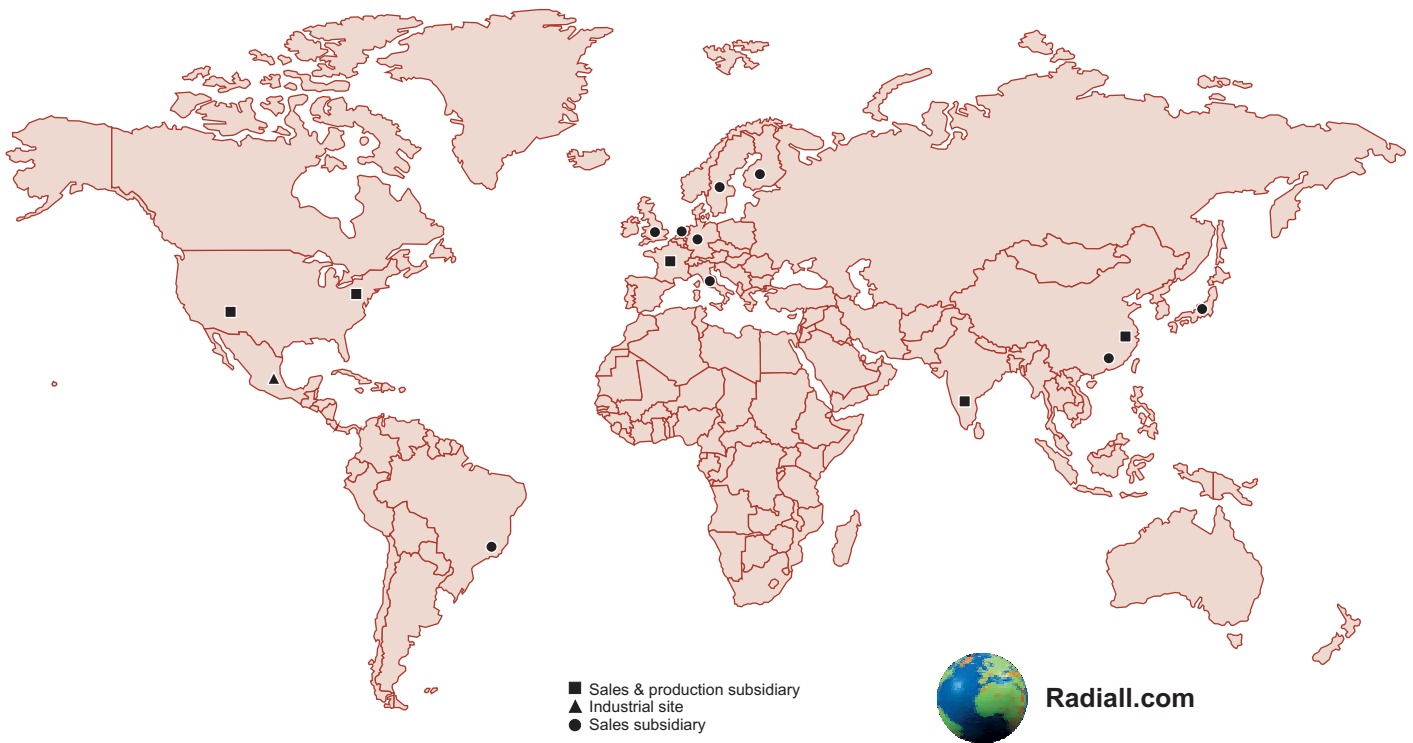 Sales & production subsidiary
Industrial site
Sales subsidiary
Radiall.com